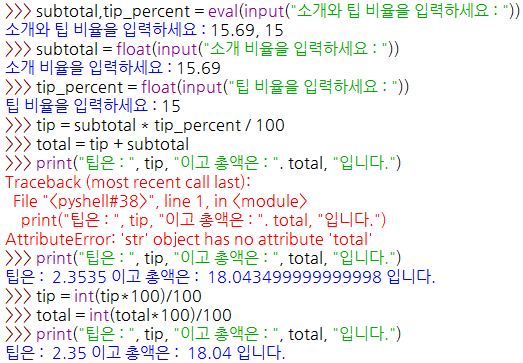 >>> subtotal,tip_percent = eval(input("소개와 팁 비율을 입력하세요 : "))
소개와 팁 비율을 입력하세요 : 15.69, 15
>>> subtotal = float(input("소개 비율을 입력하세요 : "))
소개 비율을 입력하세요 : 15.69
>>> tip_percent = float(input("팁 비율을 입력하세요 : "))
팁 비율을 입력하세요 : 15
>>> tip = subtotal * tip_percent / 100
>>> total = tip + subtotal
>>> print("팁은 : ", tip, "이고 총액은 : ". total, "입니다.")
Traceback (most recent call last):
  File "<pyshell#38>", line 1, in <module>
    print("팁은 : ", tip, "이고 총액은 : ". total, "입니다.")
AttributeError: 'str' object has no attribute 'total'
>>> print("팁은 : ", tip, "이고 총액은 : ", total, "입니다.")
팁은 :  2.3535 이고 총액은 :  18.043499999999998 입니다.
>>> tip = int(tip*100)/100
>>> total = int(total*100)/100
>>> print("팁은 : ", tip, "이고 총액은 : ", total, "입니다.")
팁은 :  2.35 이고 총액은 :  18.04 입니다.